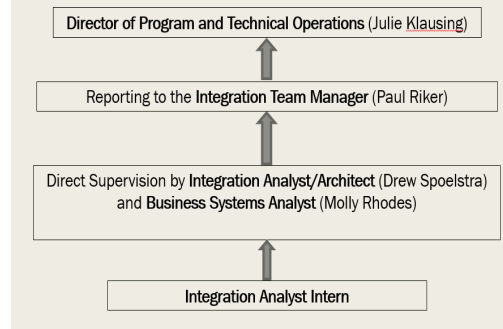 Director of Program and Technical Operations (Julie Klausing)
Reporting to the Integration Team Manager (Paul Riker)
Direct Supervision by Integration Analyst/Architect (Drew Spoelstra)
and Business Systems Analyst (Molly Rhodes)
Integration Analyst Intern